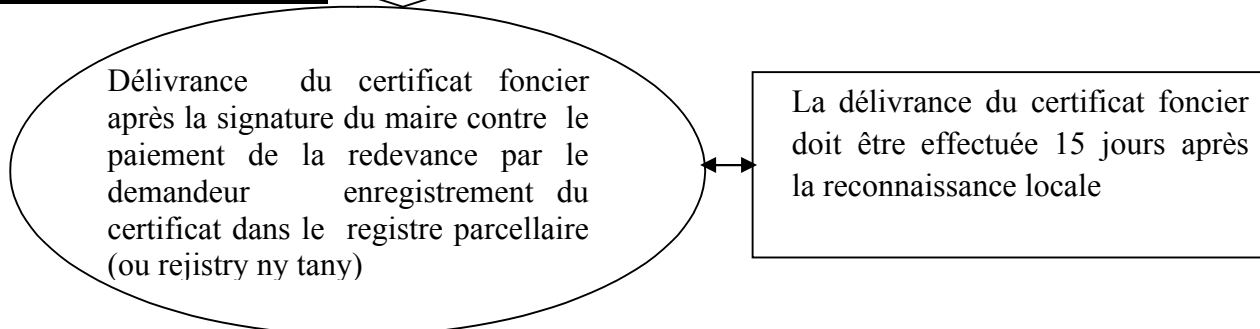 Délivrance du certificat foncier
après la signature du maire contre le
paiement de la redevance par le
demandeur enregistrement du
certificat dans le registre parcellaire
(ou rejistry ny tany)
La délivrance du certificat foncier
doit être effectuée 15 jours après
la reconnaissance locale